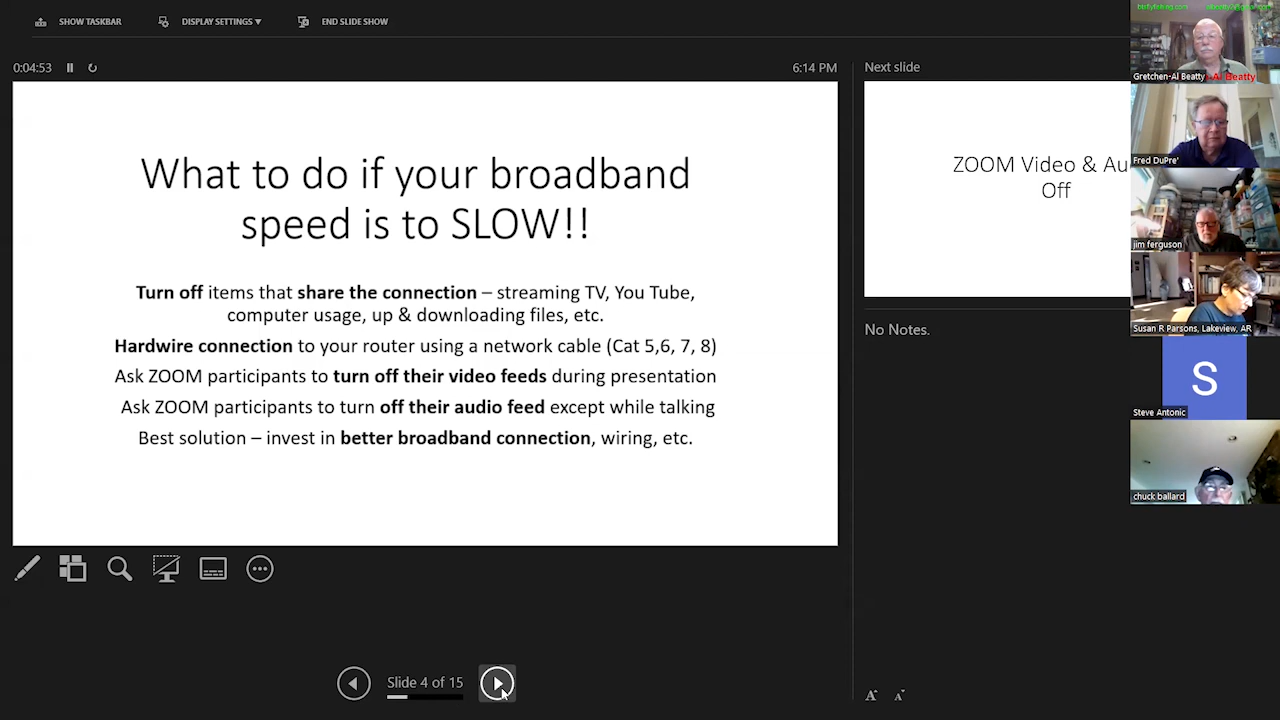 SHOW TASKBAR
DISPLAY SETTINGS ▼
END SLIDE SHOW
0:04:53
6:14 PM
What to do if your broadband
speed is to SLOW!!
Turn off items that share the connection – streaming TV, You Tube,
computer usage, up & downloading files, etc.
Hardwire connection to your router using a network cable (Cat 5,6, 7, 8)
Ask ZOOM participants to turn off their video feeds during presentation
Ask ZOOM participants to turn off their audio feed except while talking
Best solution – invest in better broadband connection, wiring, etc.
Slide 4 of 15
Next slide
ZOOM Video & Au
Off
No Notes.
A A
Gretchen-Al Beatty
Al Beatty
Fred DuPre'
jim ferguson
Susan R Parsons, Lakeview, AR
S
Steve Antonic
chuck ballard